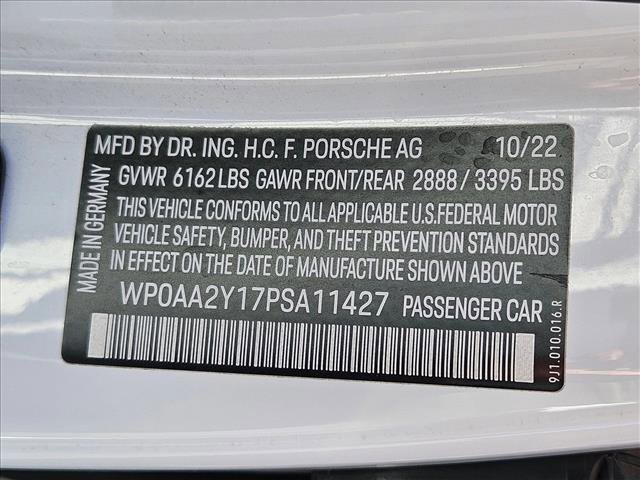 MFD BY DR. ING. H.C. F. PORSCHE AG 10/22
GVWR 6162 LBS GAWR FRONT/REAR 2888 / 3395 LBS
THIS VEHICLE CONFORMS TO ALL APPLICABLE U.S. FEDERAL MOTOR
VEHICLE SAFETY, BUMPER, AND THEFT PREVENTION STANDARDS
IN EFFECT ON THE DATE OF MANUFACTURE SHOWN ABOVE
WP0AA2Y17PSA11427 PASSENGER CAR
MADE IN GERMANY
9J1.010.016.R